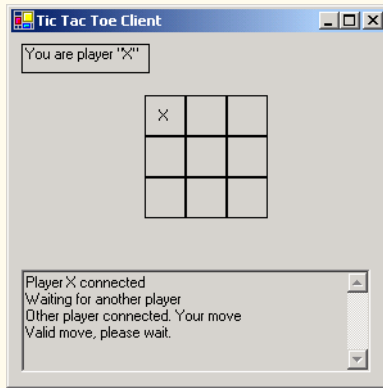 Tic Tac Toe Client
You are player "X"
X
Player X connected
Waiting for another player
Other player connected. Your move
Valid move, please wait.